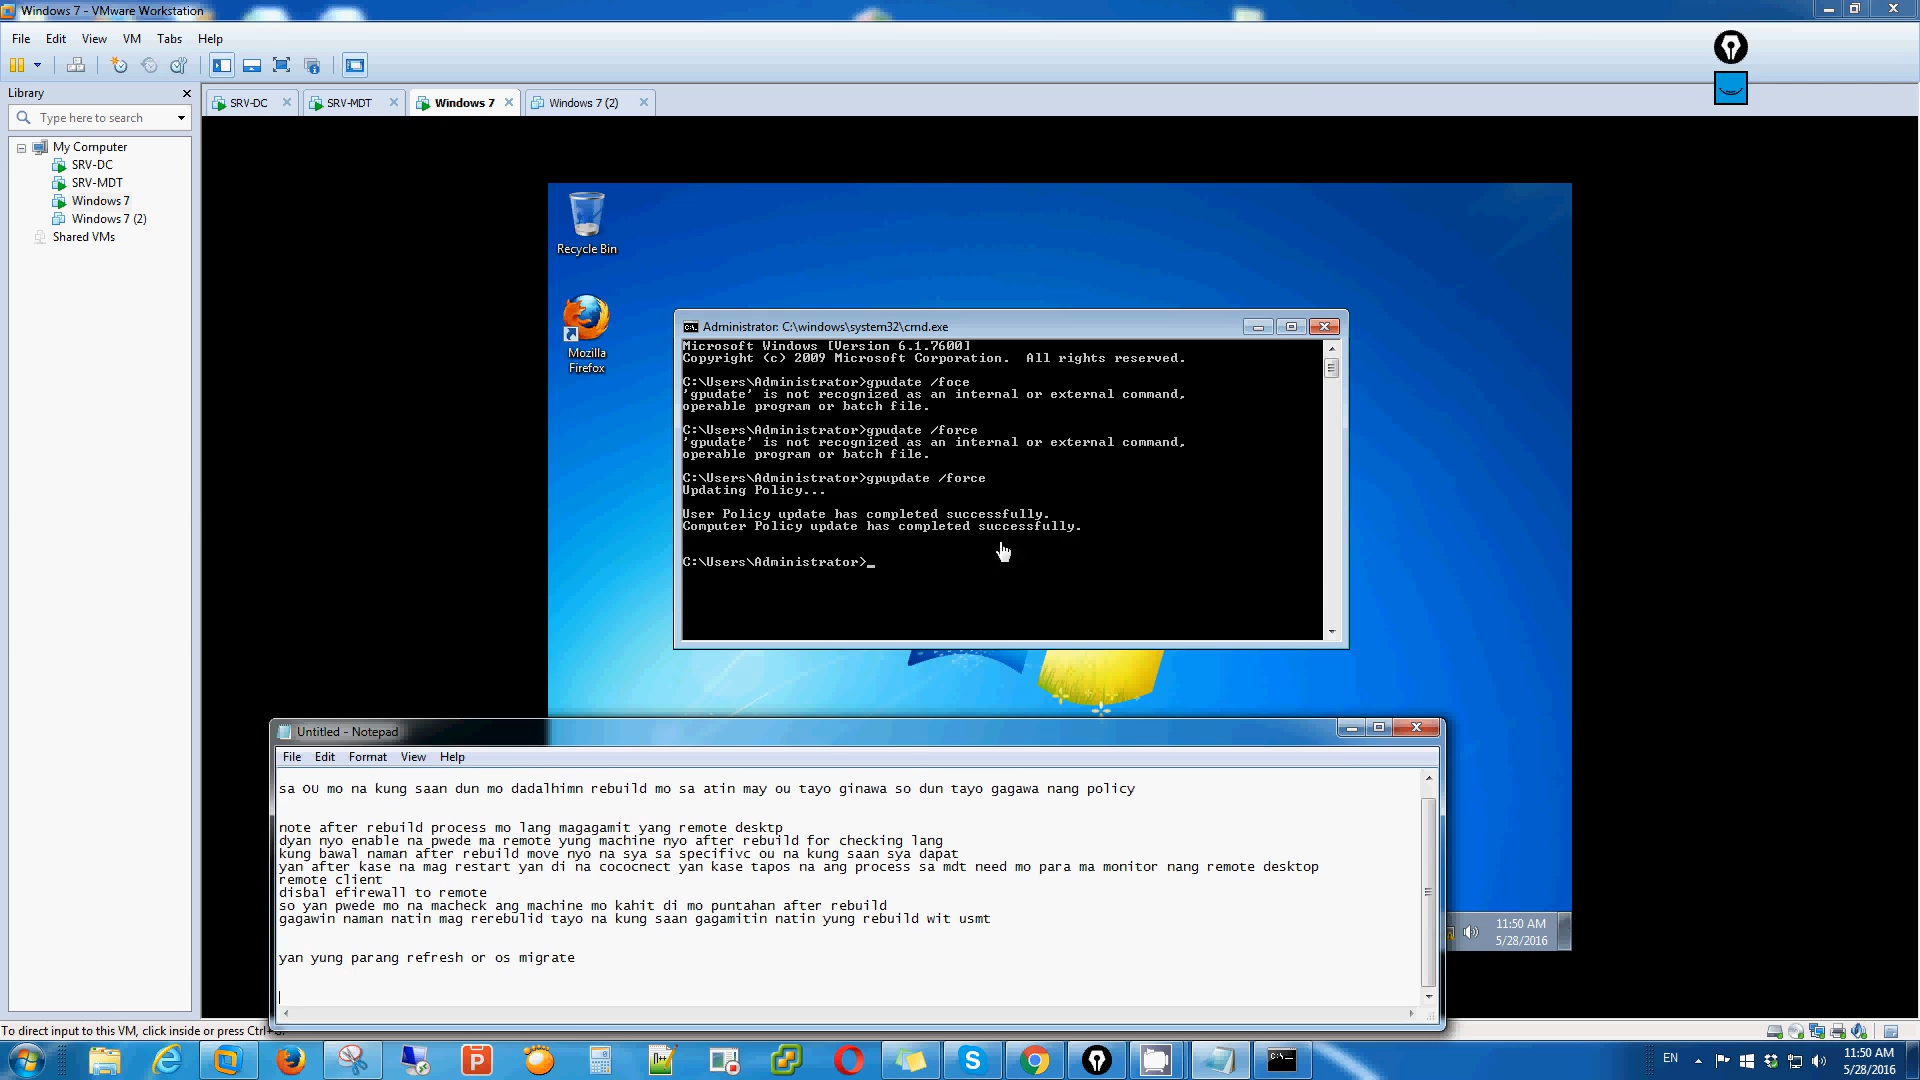 Windows 7 - VMware Workstation
File Edit View VM Tabs Help
Library
Type here to search
My Computer
SRV-DC
SRV-MDT
Windows 7
Windows 7 (2)
Shared VMs
SRV-DC
SRV-MDT
Windows 7
Windows 7 (2)
Recycle Bin
Mozilla
Firefox
Administrator: C:\windows\system32\cmd.exe
Microsoft Windows [Version 6.1.7600]
Copyright (c) 2009 Microsoft Corporation.  All rights reserved.
C:\Users\Administrator>gpudate /foce
'gpudate' is not recognized as an internal or external command,
operable program or batch file.
C:\Users\Administrator>gpudate /force
'gpudate' is not recognized as an internal or external command,
operable program or batch file.
C:\Users\Administrator>gpupdate /force
Updating Policy...
User Policy update has completed successfully.
Computer Policy update has completed successfully.
C:\Users\Administrator>_
Untitled - Notepad
File Edit Format View Help
sa OU mo na kung saan dun mo dadalhimn rebuild mo sa atin may ou tayo ginawa so dun tayo gagawa nang policy
note after rebuild process mo lang magagamit yang remote desktp
dyan nyo enable na pwede ma remote yung machine nyo after rebuild for checking lang
kung bawal naman after rebuild move nyo na sya sa specifivc ou na kung saan sya dapat
yan after kase na mag restart yan di na cococnect yan kase tapos na ang process sa mdt need mo para ma monitor nang remote desktop
remote client
disbal efirewall to remote
so yan pwede mo na macheck ang machine mo kahit di mo puntahan after rebuild
gagawin naman natin mag rerebulid tayo na kung saan gagamitin natin yung rebuild wit usmt
yan yung parang refresh or os migrate
11:50 AM
5/28/2016
To direct input to this VM, click inside or press Ctrl+G.
EN
11:50 AM
5/28/2016